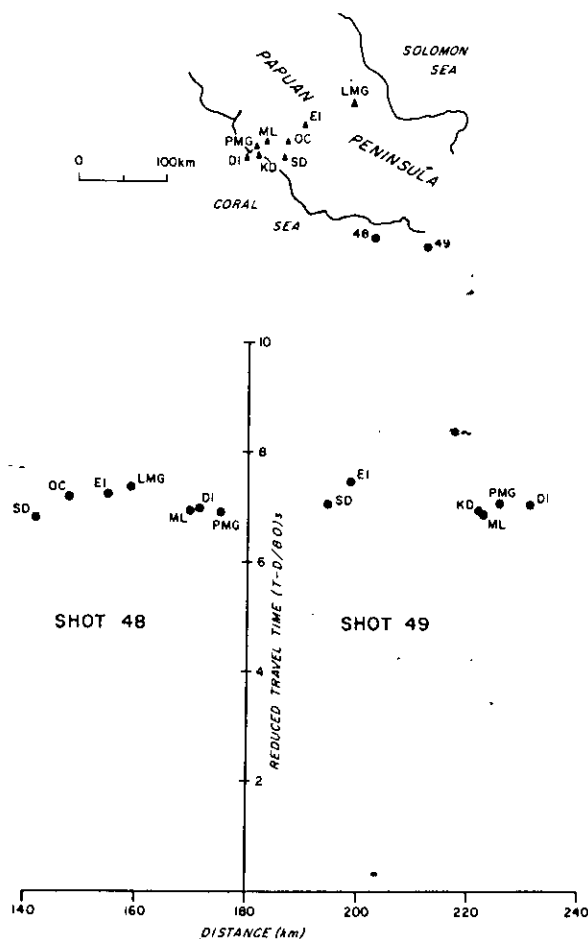 SOLOMON
SEA
PAPUAN
LMG
EI
ML
OC
PMG
DI
KD
SD
PENINSULA
100km
CORAL
SEA
48
49
10
8
6
4
2
REDUCED TRAVEL TIME (T-D/8.0)s
SD
OC
EI
LMG
ML
DI
PMG
SHOT 48
SD
EI
KD
ML
PMG
DI
SHOT 49
140
160
180
200
220
240
DISTANCE (km)